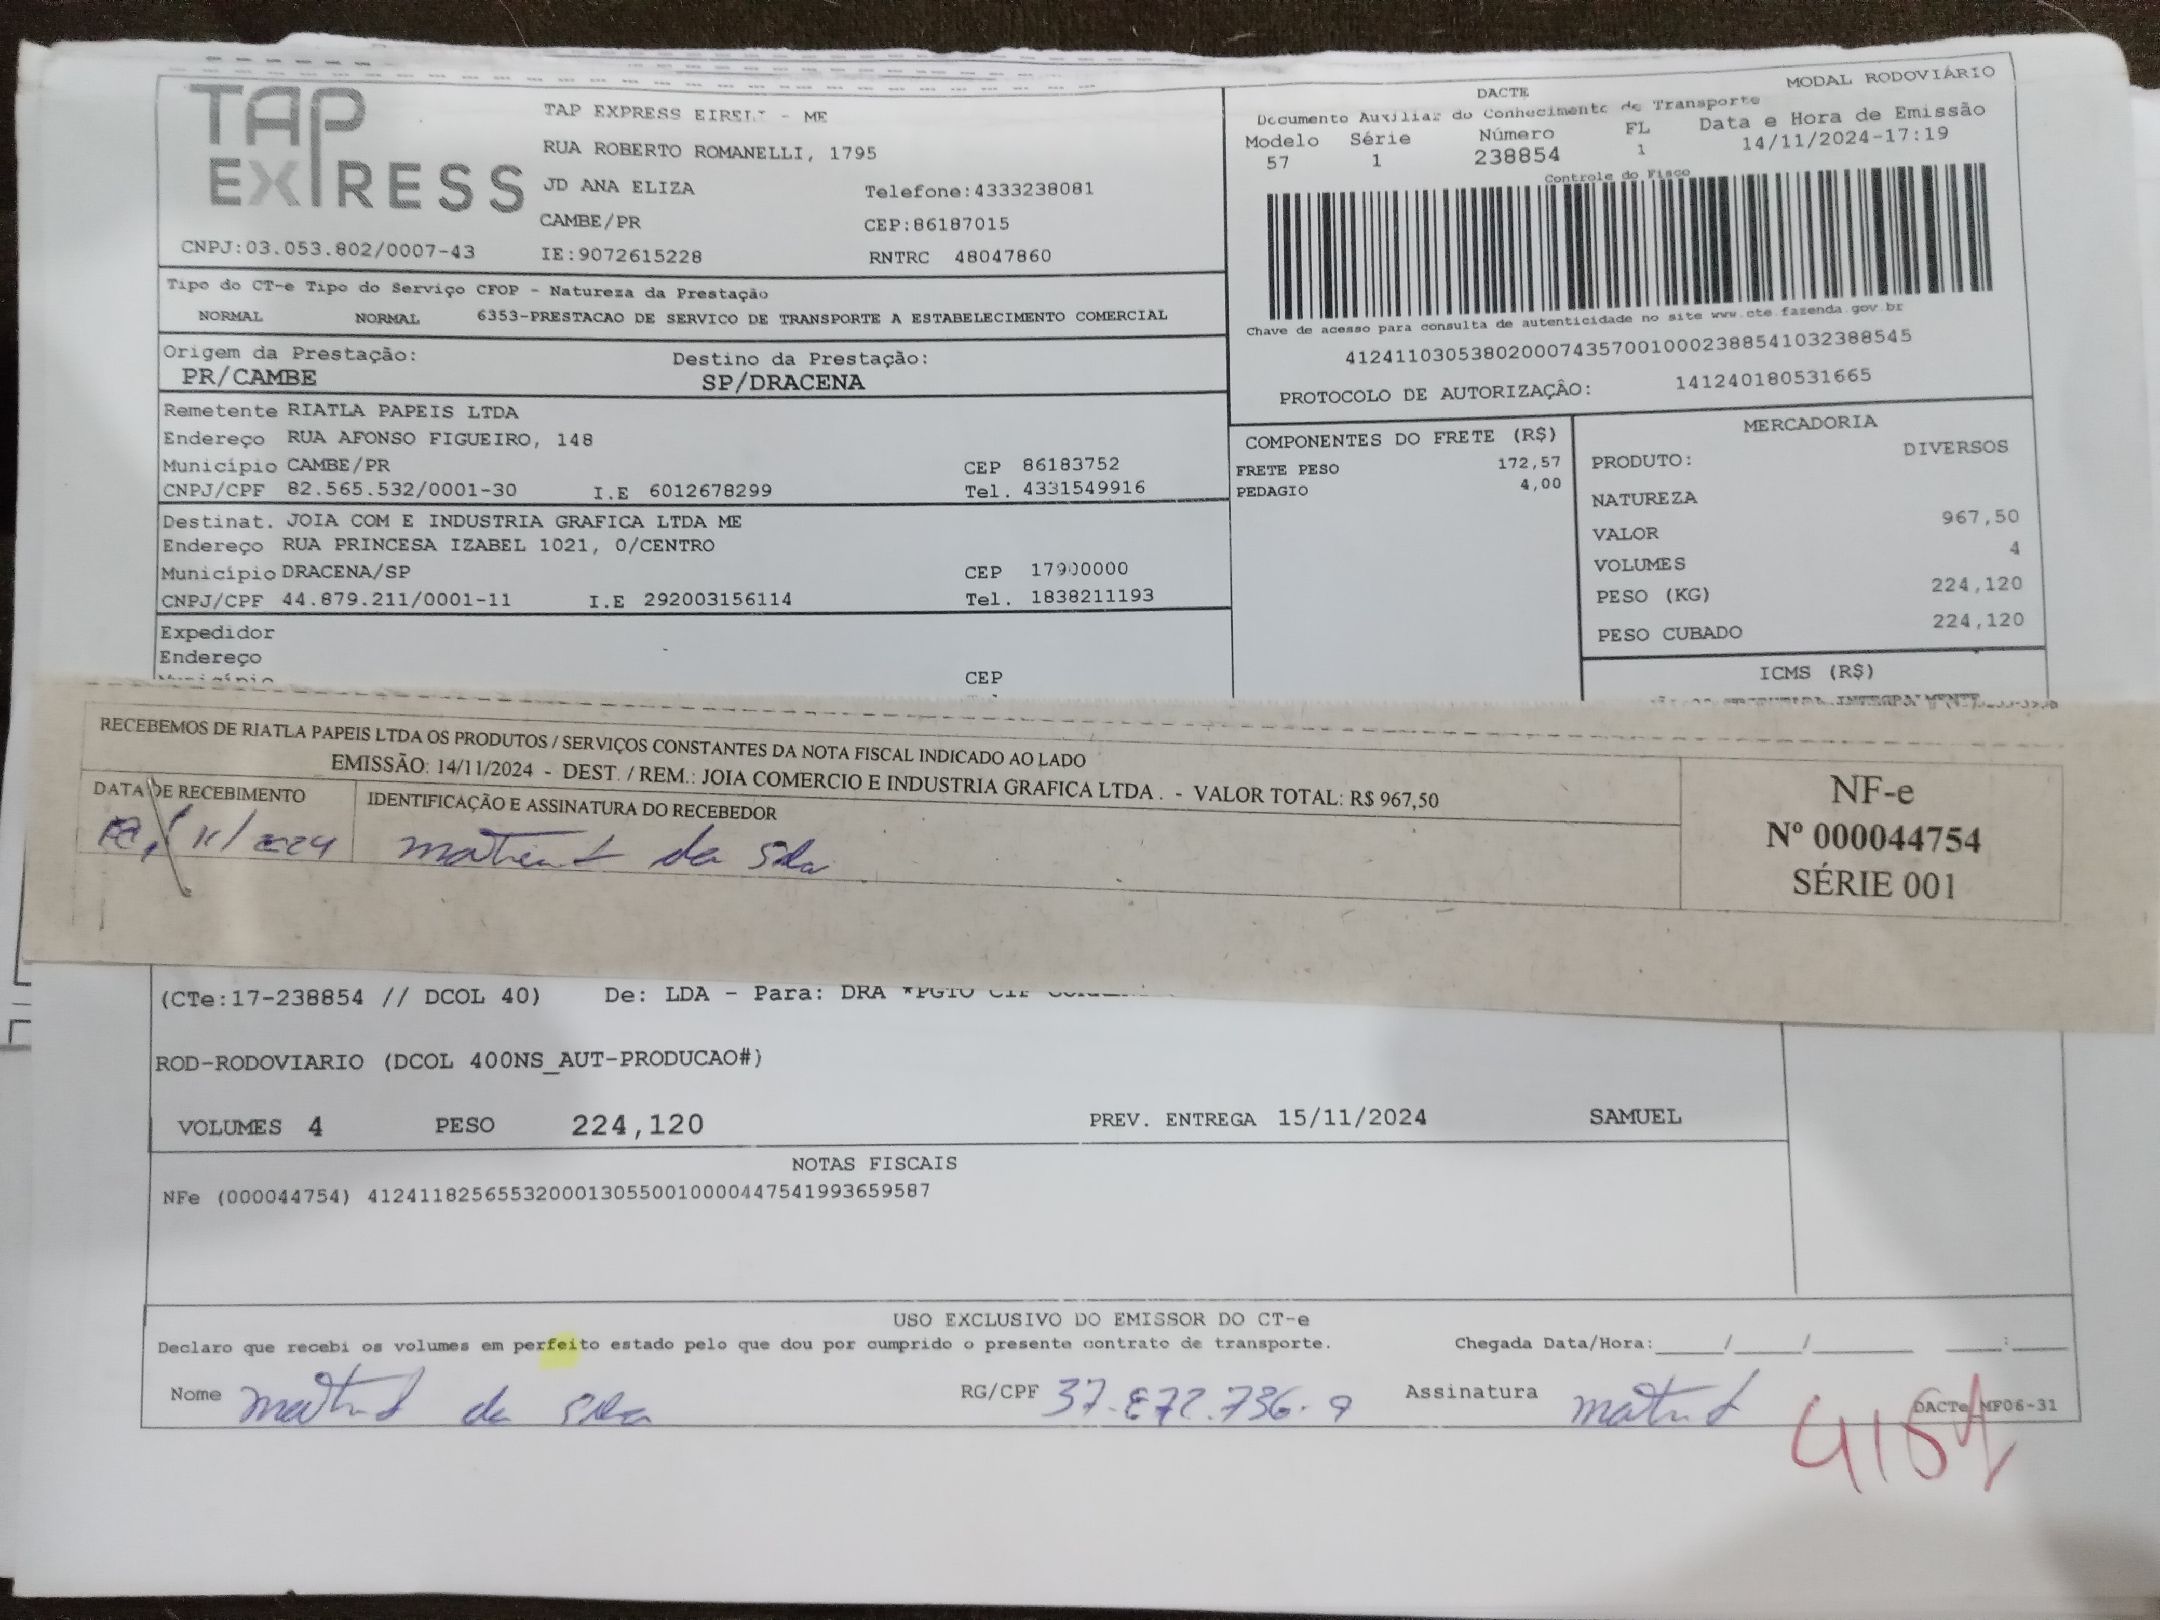 TAP EXPRESS
TAP EXPRESS EIRELI - ME
RUA ROBERTO ROMANELLI, 1795
JD ANA ELIZA Telefone:4333238081
CAMBE/PR CEP:86187015
CNPJ:03.053.802/0007-43 IE:9072615228 RNTRC 48047860
MODAL RODOVIÁRIO
DACTE
Documento Auxiliar do Conhecimento de Transporte
Modelo Série Número FL Data e Hora de Emissão
57 1 238854 1 14/11/2024-17:19
Controle do Fisco
Chave de acesso para consulta de autenticidade no site www.cte.fazenda.gov.br
41241103053802000743570010002388541032388545
PROTOCOLO DE AUTORIZAÇÃO: 141240180531665
Tipo do CT-e Tipo do Serviço CFOP - Natureza da Prestação
NORMAL NORMAL 6353-PRESTACAO DE SERVICO DE TRANSPORTE A ESTABELECIMENTO COMERCIAL
Origem da Prestação: Destino da Prestação:
PR/CAMBE SP/DRACENA
Remetente RIATLA PAPEIS LTDA
Endereço RUA AFONSO FIGUEIRO, 148
Município CAMBE/PR CEP 86183752
CNPJ/CPF 82.565.532/0001-30 I.E 6012678299 Tel. 4331549916
Destinat. JOIA COM E INDUSTRIA GRAFICA LTDA ME
Endereço RUA PRINCESA IZABEL 1021, 0/CENTRO
Município DRACENA/SP CEP 17900000
CNPJ/CPF 44.879.211/0001-11 I.E 292003156114 Tel. 1838211193
Expedidor
Endereço
Município CEP
COMPONENTES DO FRETE (R$)
FRETE PESO 172,57
PEDAGIO 4,00
MERCADORIA
PRODUTO: DIVERSOS
NATUREZA
VALOR 967,50
VOLUMES 4
PESO (KG) 224,120
PESO CUBADO 224,120
ICMS (R$)
RECEBEMOS DE RIATLA PAPEIS LTDA OS PRODUTOS / SERVIÇOS CONSTANTES DA NOTA FISCAL INDICADO AO LADO
EMISSÃO: 14/11/2024 - DEST. / REM.: JOIA COMERCIO E INDUSTRIA GRAFICA LTDA . - VALOR TOTAL: R$ 967,50
DATA DE RECEBIMENTO IDENTIFICAÇÃO E ASSINATURA DO RECEBEDOR
/ 11/2024 da
NF-e
Nº 000044754
SÉRIE 001
(CTe:17-238854 // DCOL 40) De: LDA - Para: DRA *PGTO CIF
ROD-RODOVIARIO (DCOL 400NS_AUT-PRODUCAO#)
VOLUMES 4 PESO 224,120 PREV. ENTREGA 15/11/2024 SAMUEL
NOTAS FISCAIS
NFe (000044754) 41241182565532000130550010000447541993659587
USO EXCLUSIVO DO EMISSOR DO CT-e
Declaro que recebi os volumes em perfeito estado pelo que dou por cumprido o presente contrato de transporte. Chegada Data/Hora:____/____/______ ____:____
Nome da RG/CPF Assinatura
DACTe MF06-31